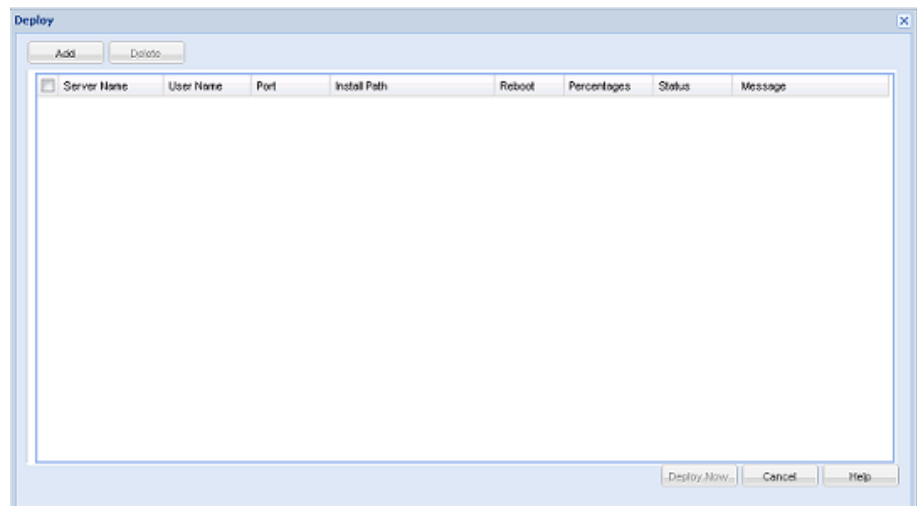 Deploy
Add Delete
Server Name User Name Port Install Path Reboot Percentages Status Message
Deploy Now Cancel Help